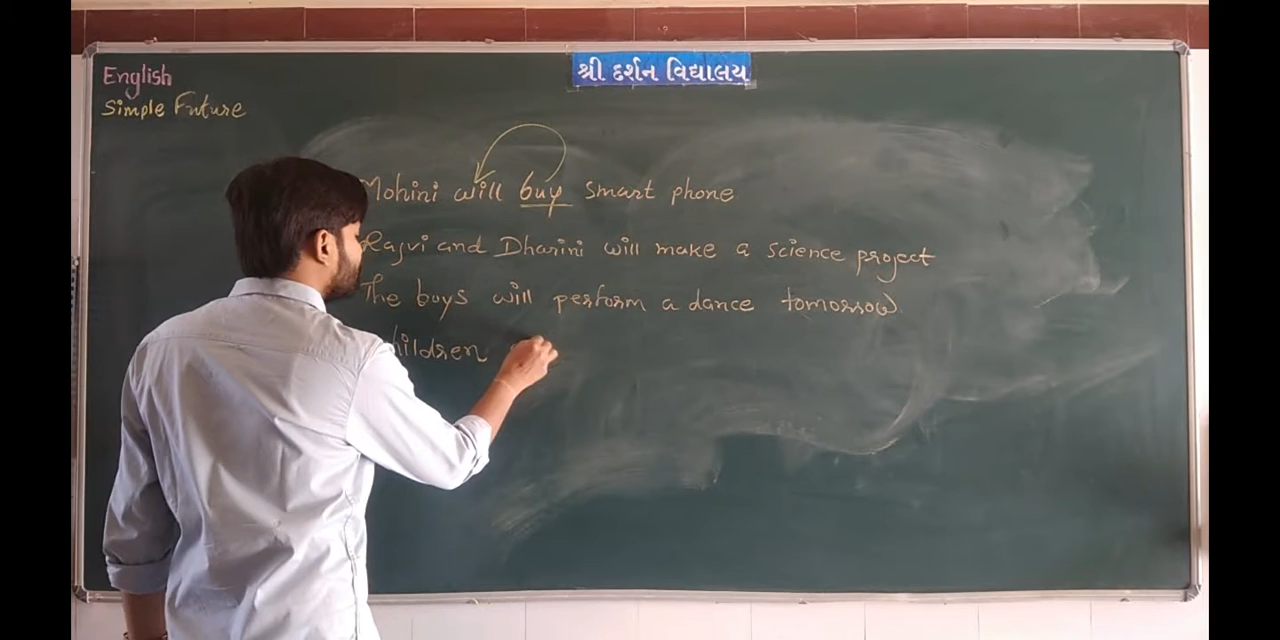 શ્રી દર્શન વિદ્યાલય
English
Simple Future
Mohini will buy smart phone
Rajvi and Dharini will make a science project
The boys will perform a dance tomorrow
children